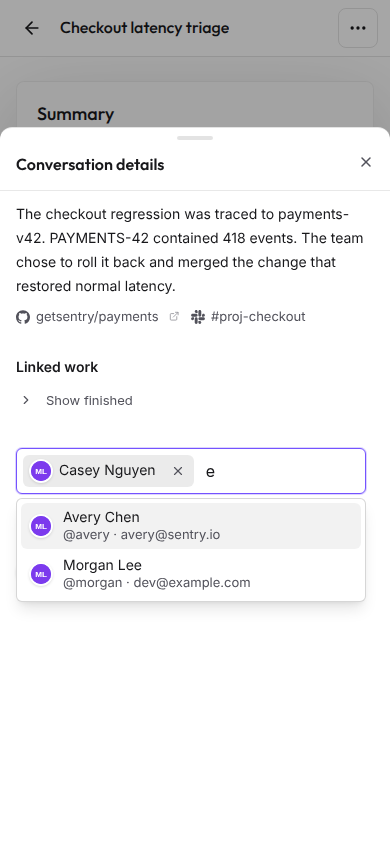 Checkout latency triage
Summary
Conversation details
The checkout regression was traced to payments-
v42. PAYMENTS-42 contained 418 events. The team
chose to roll it back and merged the change that
restored normal latency.
getsentry/payments #proj-checkout
Linked work
Show finished
ML Casey Nguyen e
Avery Chen
ML @avery · avery@sentry.io
Morgan Lee
ML @morgan · dev@example.com